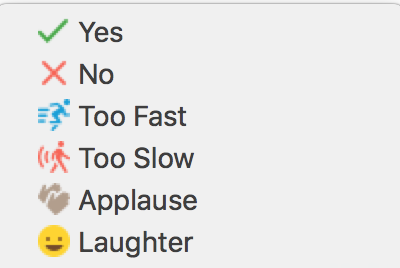 Yes
No
Too Fast
Too Slow
Applause
Laughter